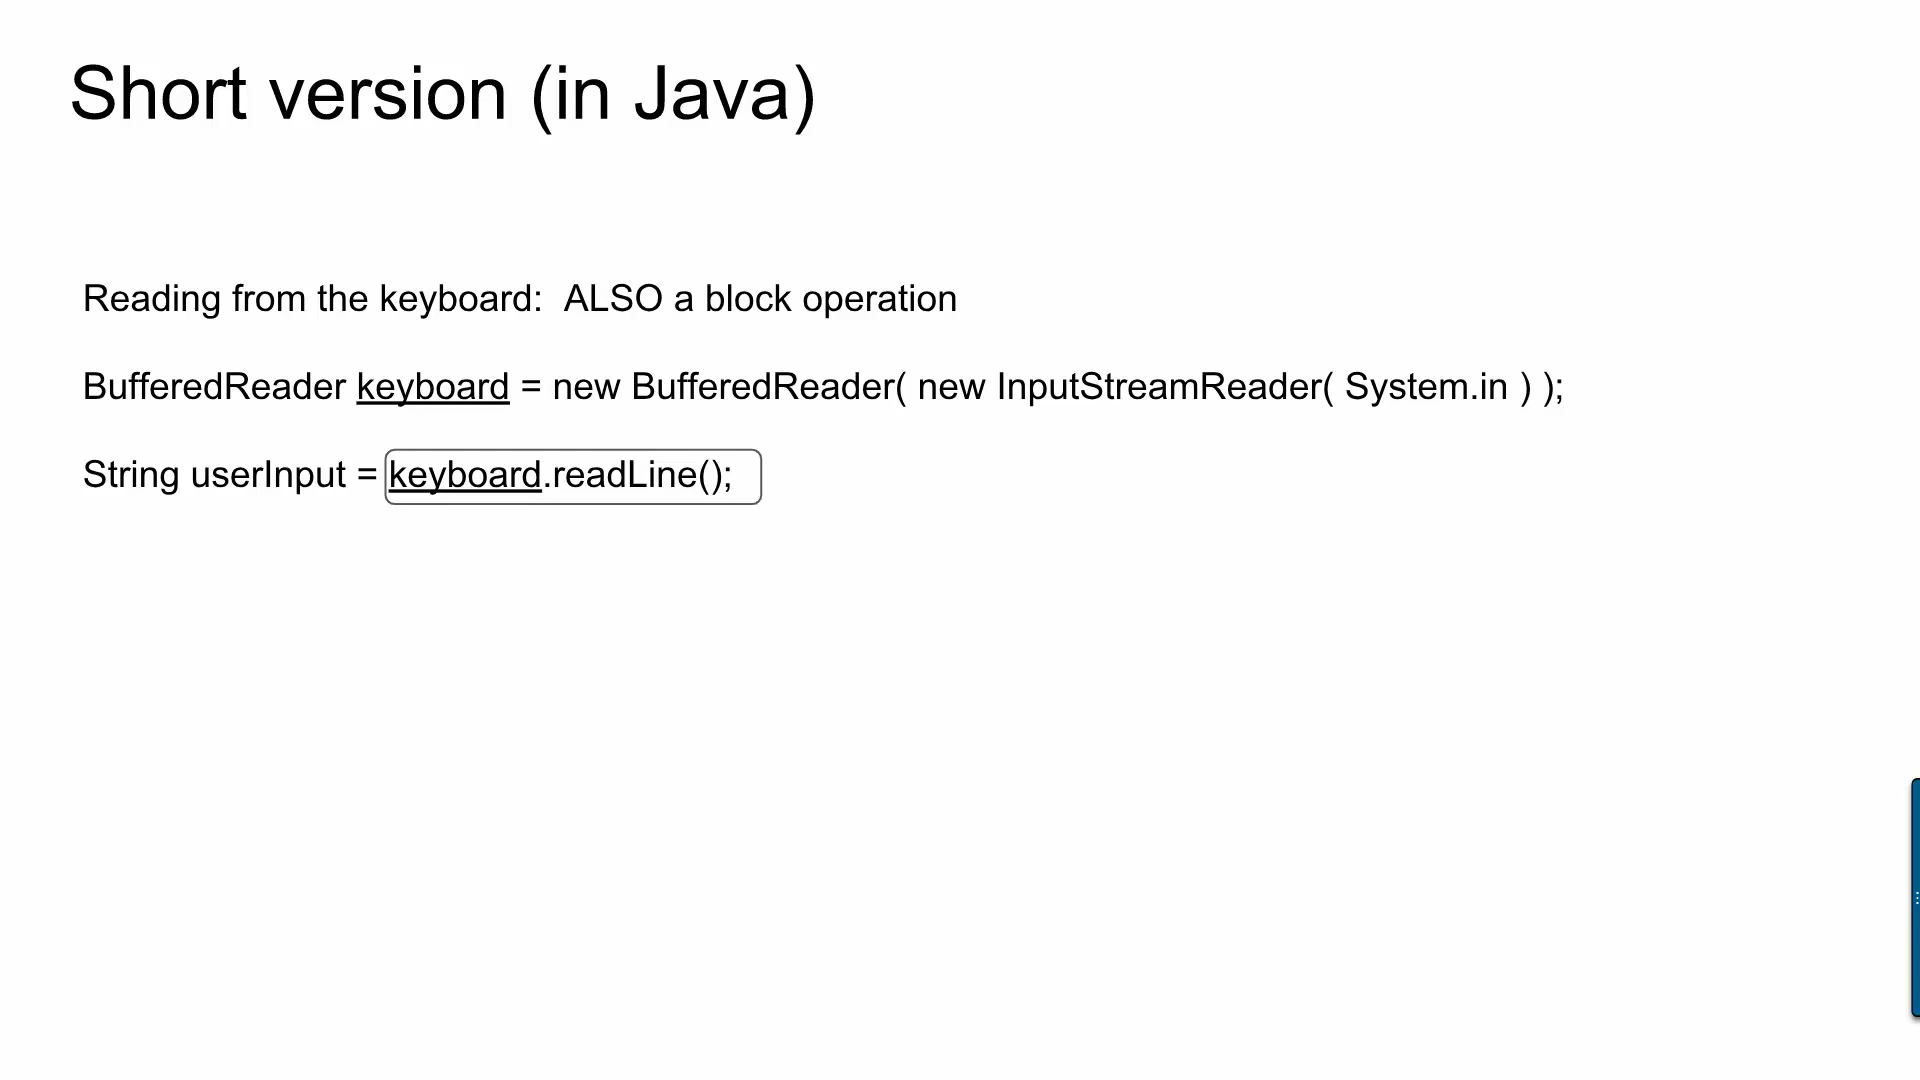 Short version (in Java)
Reading from the keyboard:  ALSO a block operation
BufferedReader keyboard = new BufferedReader( new InputStreamReader( System.in ) );
String userInput = keyboard.readLine();